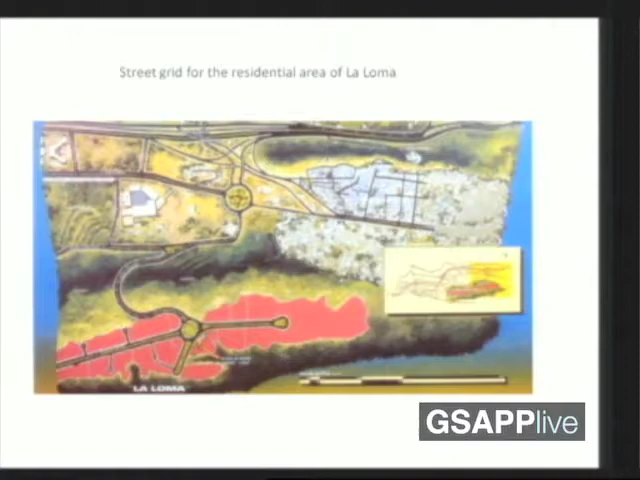 Street grid for the residential area of La Loma
LA LOMA
GSAPPlive